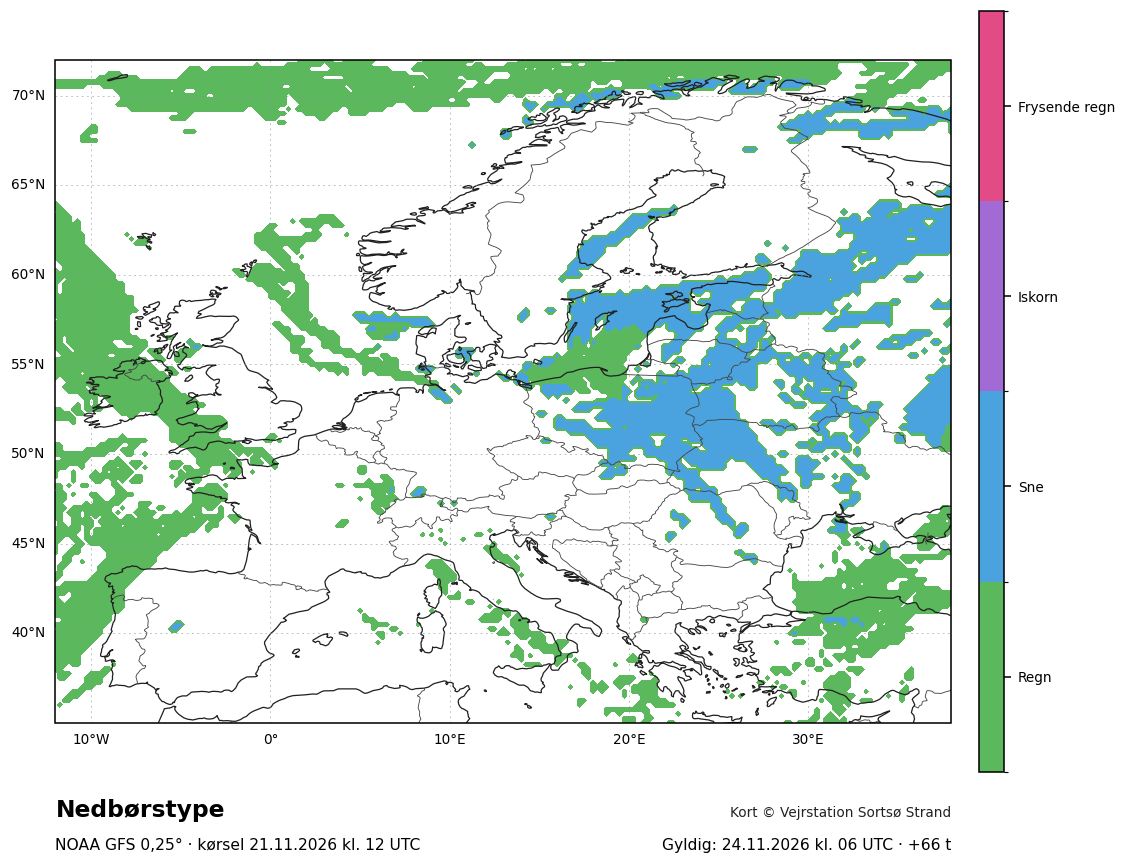 70°N
65°N
60°N
55°N
50°N
45°N
40°N
10°W
0°
10°E
20°E
30°E
Frysende regn
Iskorn
Sne
Regn
Nedbørstype
Kort © Vejrstation Sortsø Strand
NOAA GFS 0,25° · kørsel 21.11.2026 kl. 12 UTC
Gyldig: 24.11.2026 kl. 06 UTC · +66 t